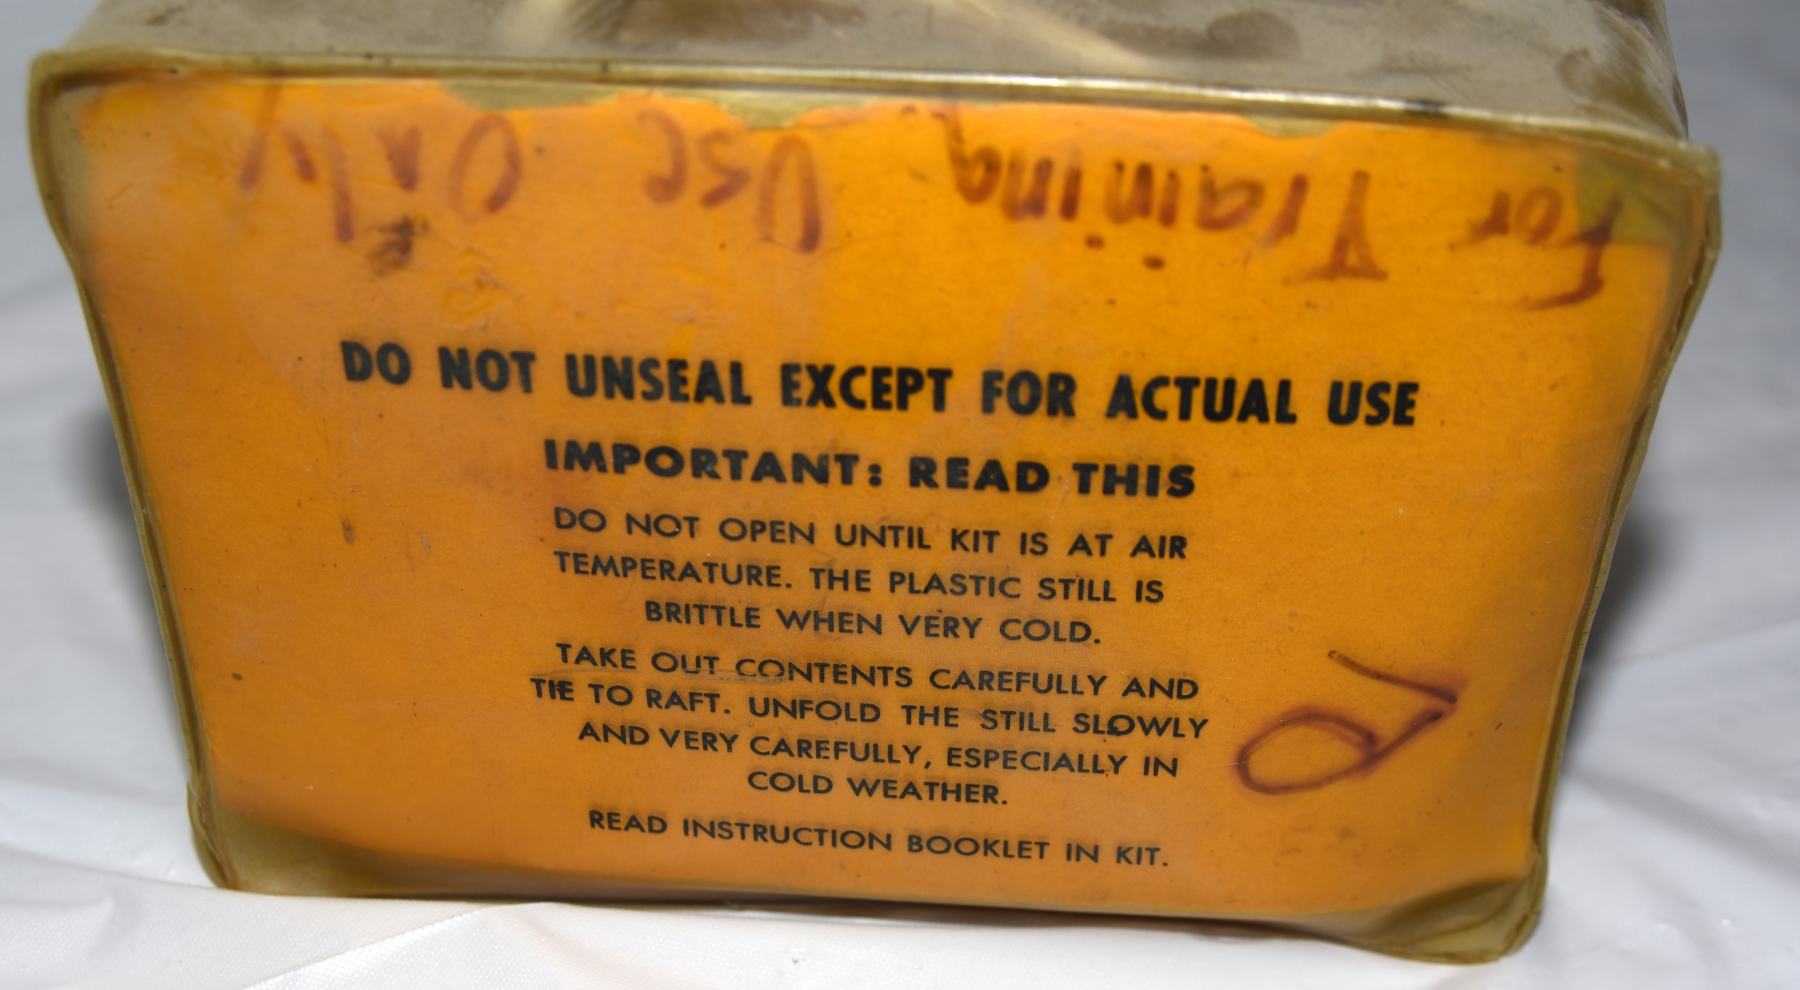 For Training Use Only
DO NOT UNSEAL EXCEPT FOR ACTUAL USE
IMPORTANT: READ THIS
DO NOT OPEN UNTIL KIT IS AT AIR
TEMPERATURE. THE PLASTIC STILL IS
BRITTLE WHEN VERY COLD.
TAKE OUT CONTENTS CAREFULLY AND
TIE TO RAFT. UNFOLD THE STILL SLOWLY
AND VERY CAREFULLY, ESPECIALLY IN
COLD WEATHER.
READ INSTRUCTION BOOKLET IN KIT.